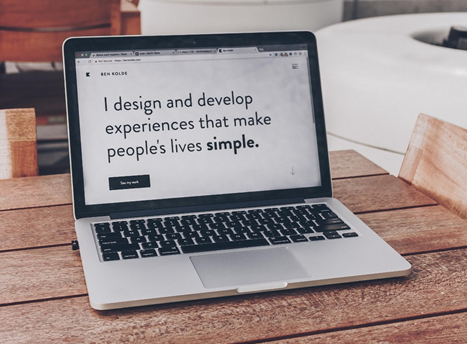 BEN KOLDE
I design and develop
experiences that make
people's lives simple.
See my work